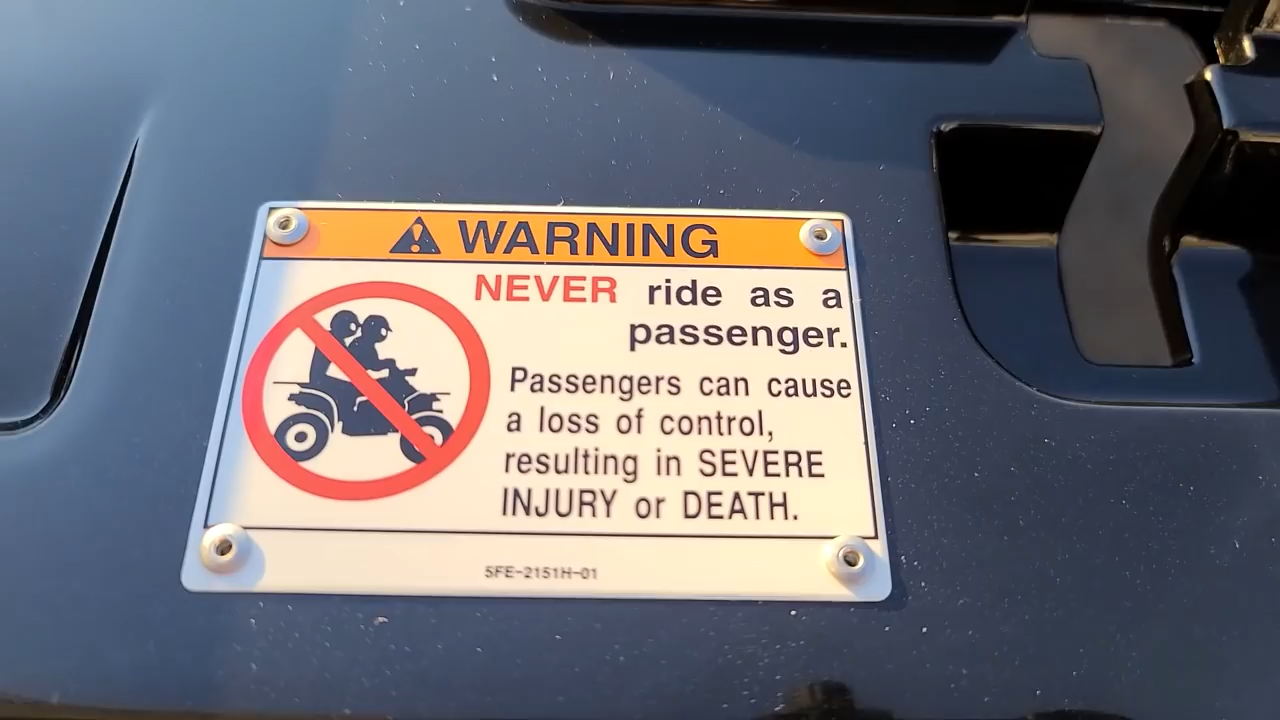 WARNING
NEVER ride as a
passenger.
Passengers can cause
a loss of control,
resulting in SEVERE
INJURY or DEATH.
5FE-2151H-01